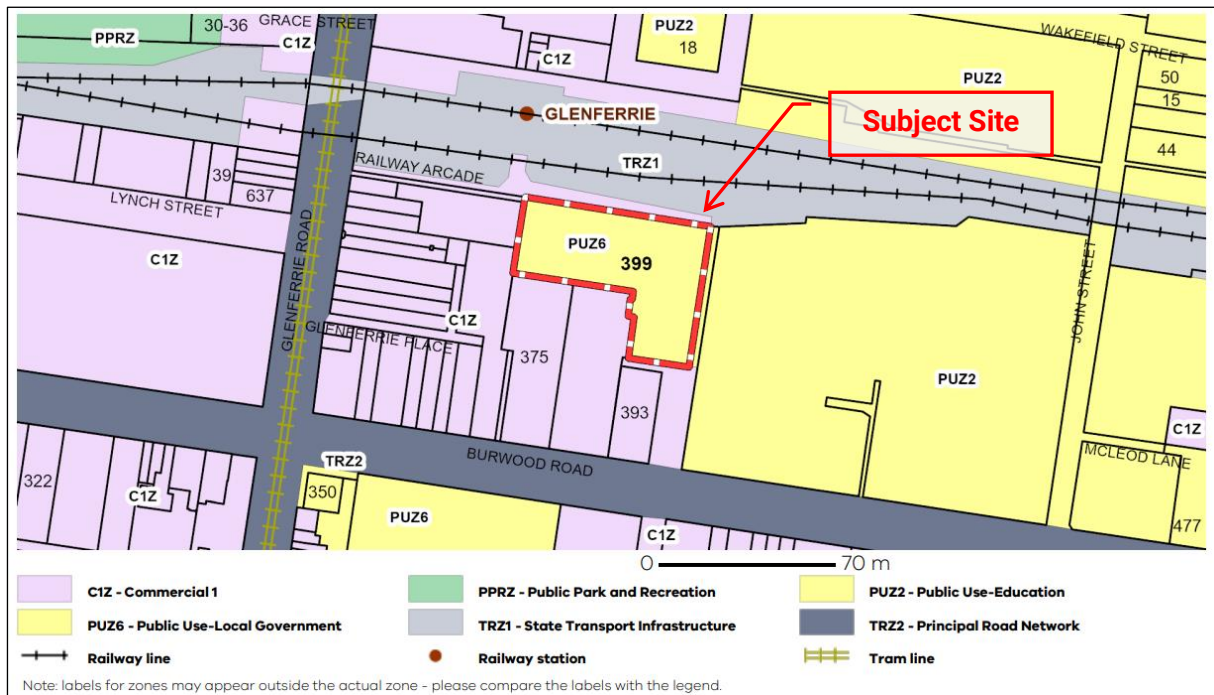 GRACE STREET
30-36
C1Z
PPRZ
PUZ2
18
C1Z
WAKEFIELD STREET
PUZ2
50
15
44
GLENFERRIE
Subject Site
TRZ1
RAILWAY ARCADE
39
637
LYNCH STREET
C1Z
GLENFERRIE ROAD
PUZ6
399
JOHN STREET
C1Z
GLENFERRIE PLACE
375
393
PUZ2
C1Z
MCLEOD LANE
BURWOOD ROAD
TRZ2
322
C1Z
350
PUZ6
C1Z
477
0 70 m
C1Z - Commercial 1
PPRZ - Public Park and Recreation
PUZ2 - Public Use-Education
PUZ6 - Public Use-Local Government
TRZ1 - State Transport Infrastructure
TRZ2 - Principal Road Network
Railway line
Railway station
Tram line
Note: labels for zones may appear outside the actual zone - please compare the labels with the legend.